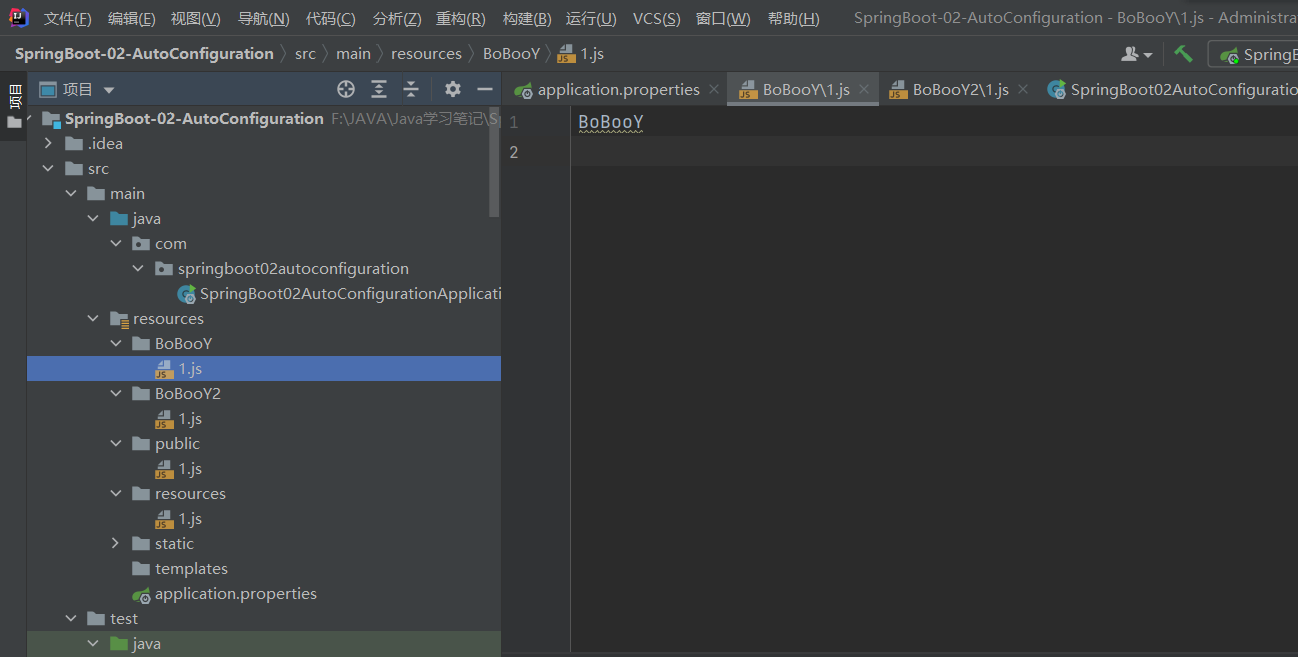 文件(F) 编辑(E) 视图(V) 导航(N) 代码(C) 分析(Z) 重构(R) 构建(B) 运行(U) VCS(S) 窗口(W) 帮助(H) SpringBoot-02-AutoConfiguration - BoBooY\1.js - Administra
SpringBoot-02-AutoConfiguration src main resources BoBooY 1.js SpringB
项目
项目
application.properties BoBooY\1.js BoBooY2\1.js SpringBoot02AutoConfiguratio
SpringBoot-02-AutoConfiguration F:\JAVA\Java学习笔记\S
.idea
src
main
java
com
springboot02autoconfiguration
SpringBoot02AutoConfigurationApplicati
resources
BoBooY
1.js
BoBooY2
1.js
public
1.js
resources
1.js
static
templates
application.properties
test
java
1 BoBooY
2